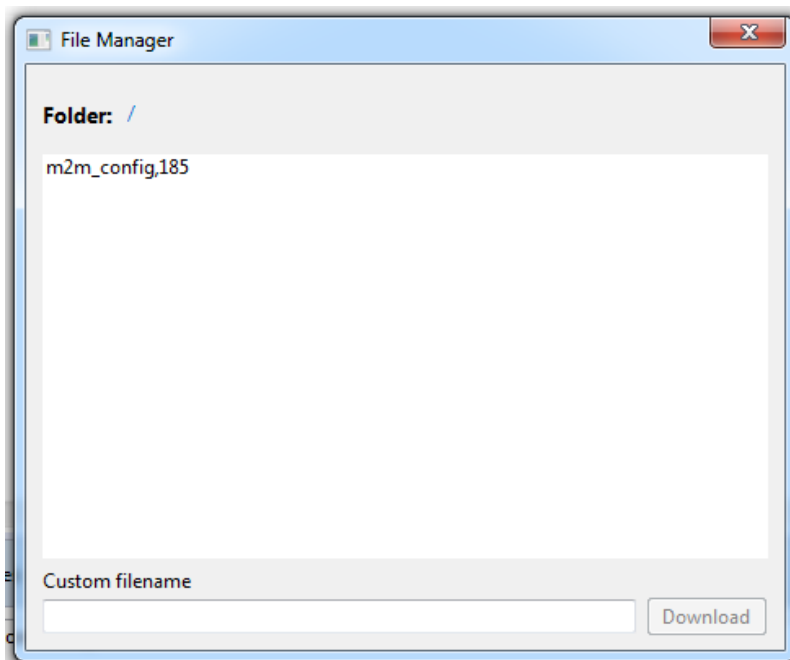 File Manager
Folder: /
m2m_config,185
Custom filename
Download